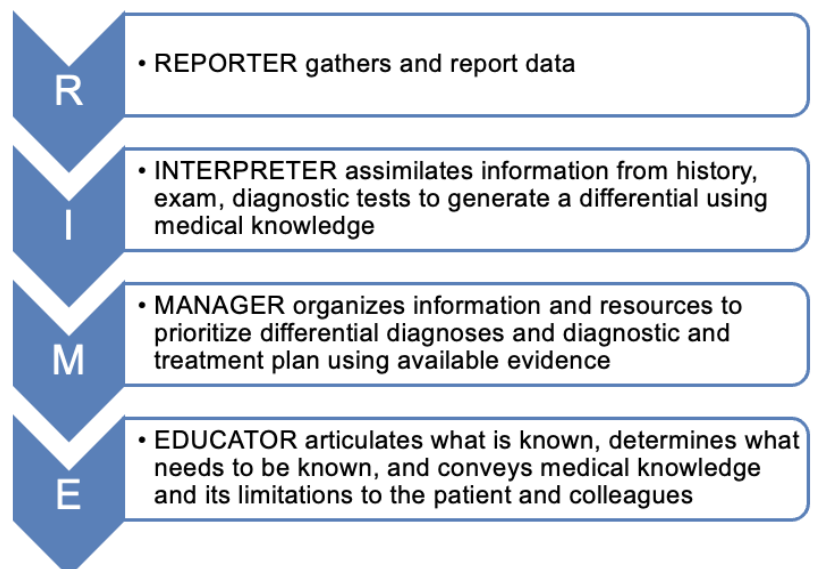 R
• REPORTER gathers and report data
I
• INTERPRETER assimilates information from history,
exam, diagnostic tests to generate a differential using
medical knowledge
M
• MANAGER organizes information and resources to
prioritize differential diagnoses and diagnostic and
treatment plan using available evidence
E
• EDUCATOR articulates what is known, determines what
needs to be known, and conveys medical knowledge
and its limitations to the patient and colleagues